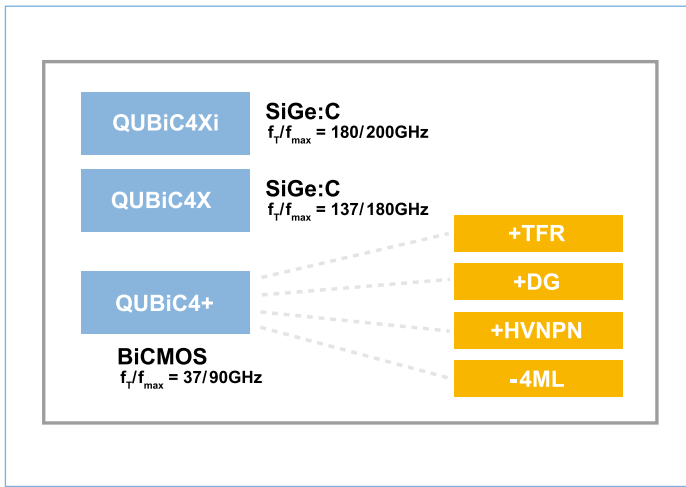 QUBiC4Xi
SiGe:C
fT/fmax = 180/200GHz
QUBiC4X
SiGe:C
fT/fmax = 137/180GHz
QUBiC4+
BiCMOS
fT/fmax = 37/90GHz
+TFR
+DG
+HVNPN
-4ML